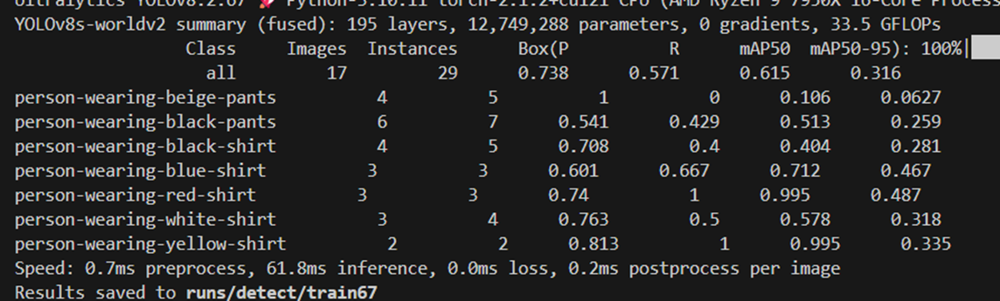 Ultralytics YOLOv8.2.67 🚀 Python-3.10.11 torch-2.1.2+cu121 CPU (AMD Ryzen 9 7950X 16-Core Process
YOLOv8s-worldv2 summary (fused): 195 layers, 12,749,288 parameters, 0 gradients, 33.5 GFLOPs
Class Images Instances Box(P R mAP50 mAP50-95): 100%|
all 17 29 0.738 0.571 0.615 0.316
person-wearing-beige-pants 4 5 1 0 0.106 0.0627
person-wearing-black-pants 6 7 0.541 0.429 0.513 0.259
person-wearing-black-shirt 4 5 0.708 0.4 0.404 0.281
person-wearing-blue-shirt 3 3 0.601 0.667 0.712 0.467
person-wearing-red-shirt 3 3 0.74 1 0.995 0.487
person-wearing-white-shirt 3 4 0.763 0.5 0.578 0.318
person-wearing-yellow-shirt 2 2 0.813 1 0.995 0.335
Speed: 0.7ms preprocess, 61.8ms inference, 0.0ms loss, 0.2ms postprocess per image
Results saved to runs/detect/train67